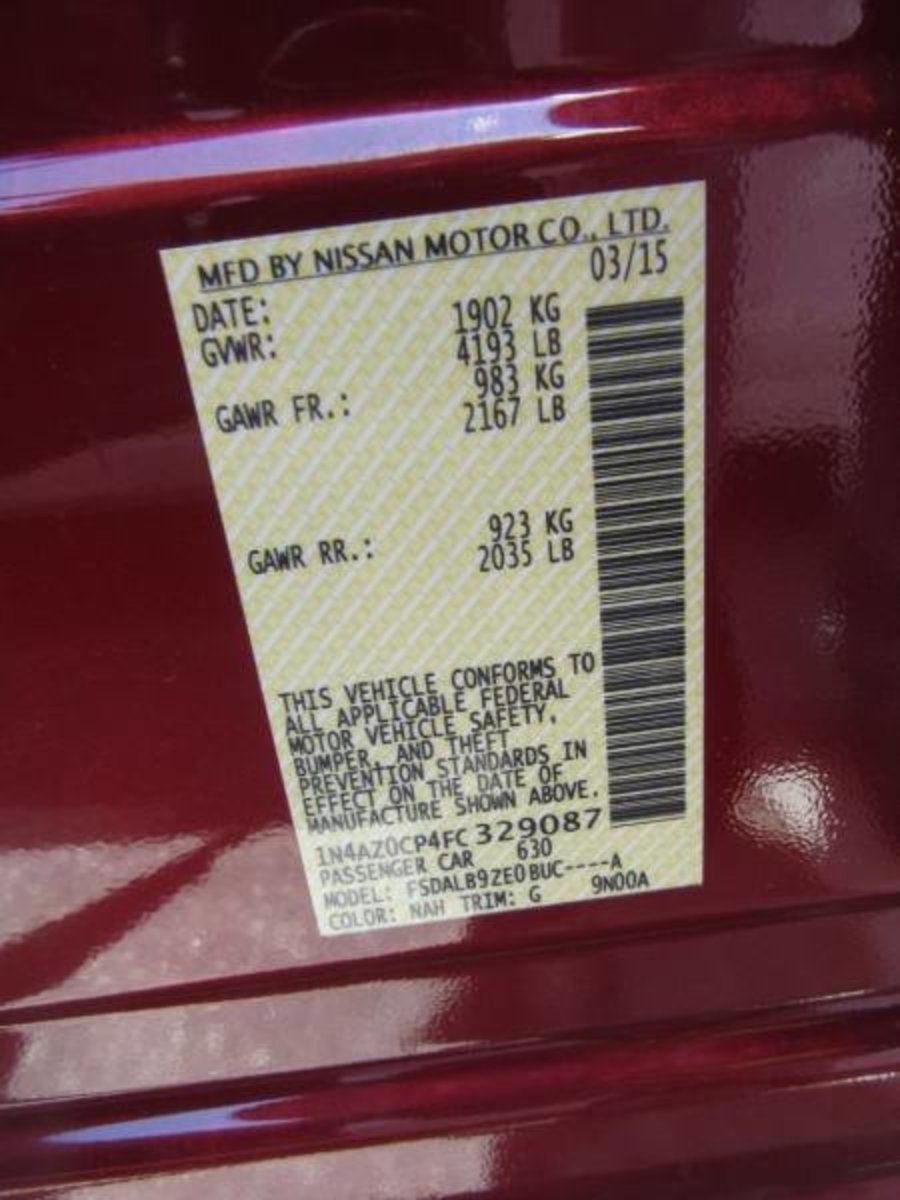 MFD BY NISSAN MOTOR CO., LTD.
DATE: 03/15
GVWR: 1902 KG
4193 LB
GAWR FR.: 983 KG
2167 LB
GAWR RR.: 923 KG
2035 LB
THIS VEHICLE CONFORMS TO
ALL APPLICABLE FEDERAL
MOTOR VEHICLE SAFETY,
BUMPER, AND THEFT
PREVENTION STANDARDS IN
EFFECT ON THE DATE OF
MANUFACTURE SHOWN ABOVE.
1N4AZ0CP4FC 329087
PASSENGER CAR 630
MODEL: FSDALB9ZE0BUC----A
COLOR: NAH TRIM: G 9N00A